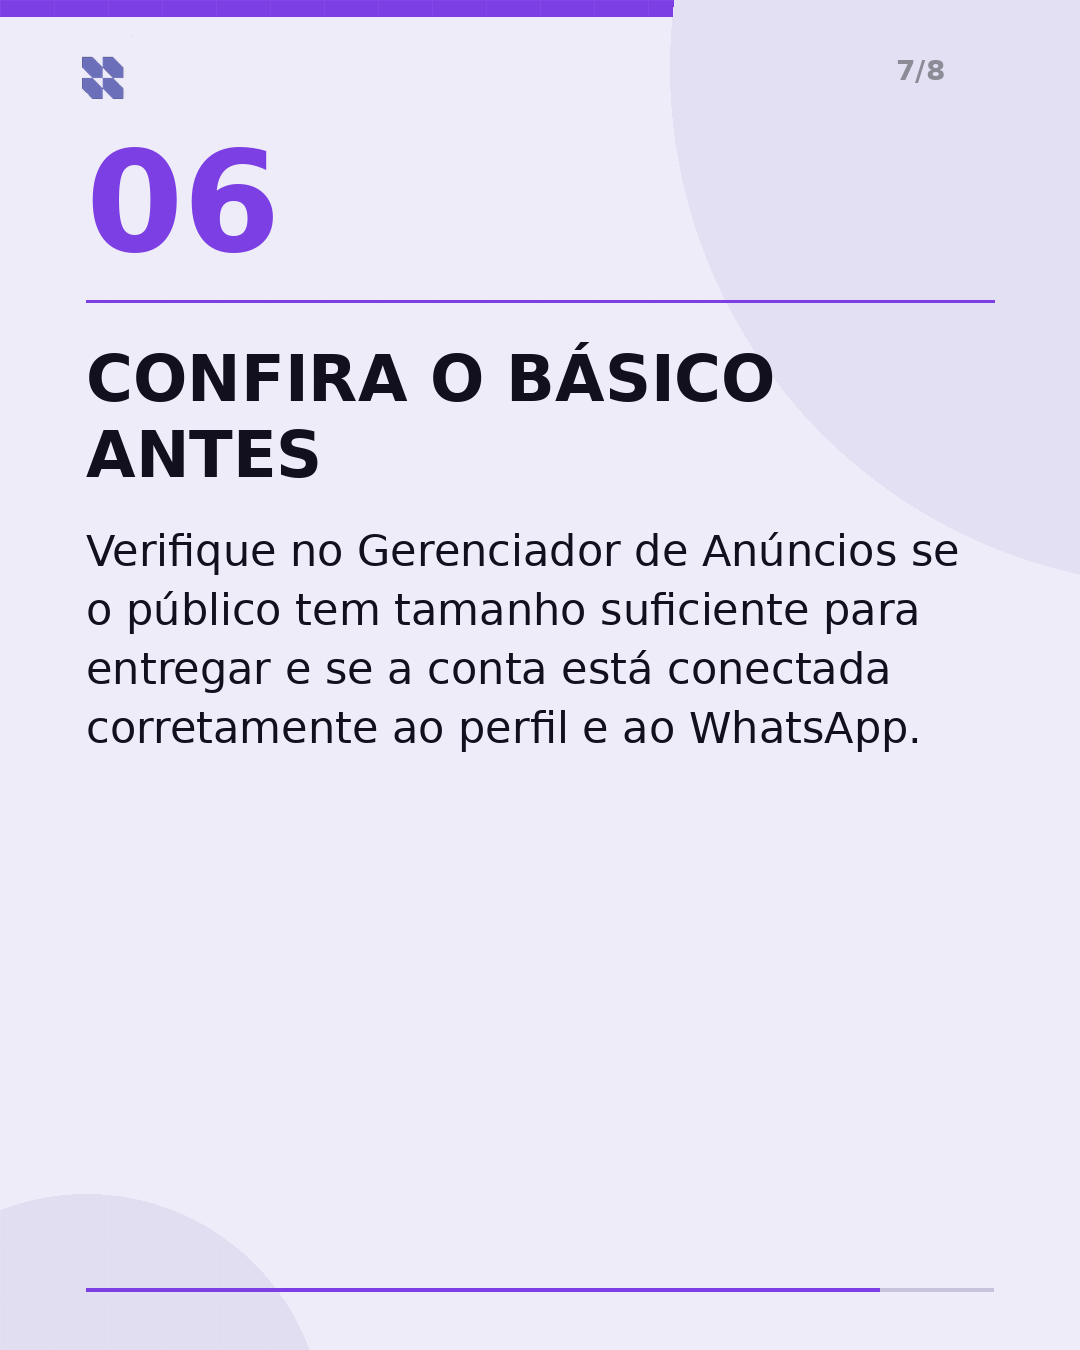 7/8
06
CONFIRA O BÁSICO
ANTES
Verifique no Gerenciador de Anúncios se
o público tem tamanho suficiente para
entregar e se a conta está conectada
corretamente ao perfil e ao WhatsApp.